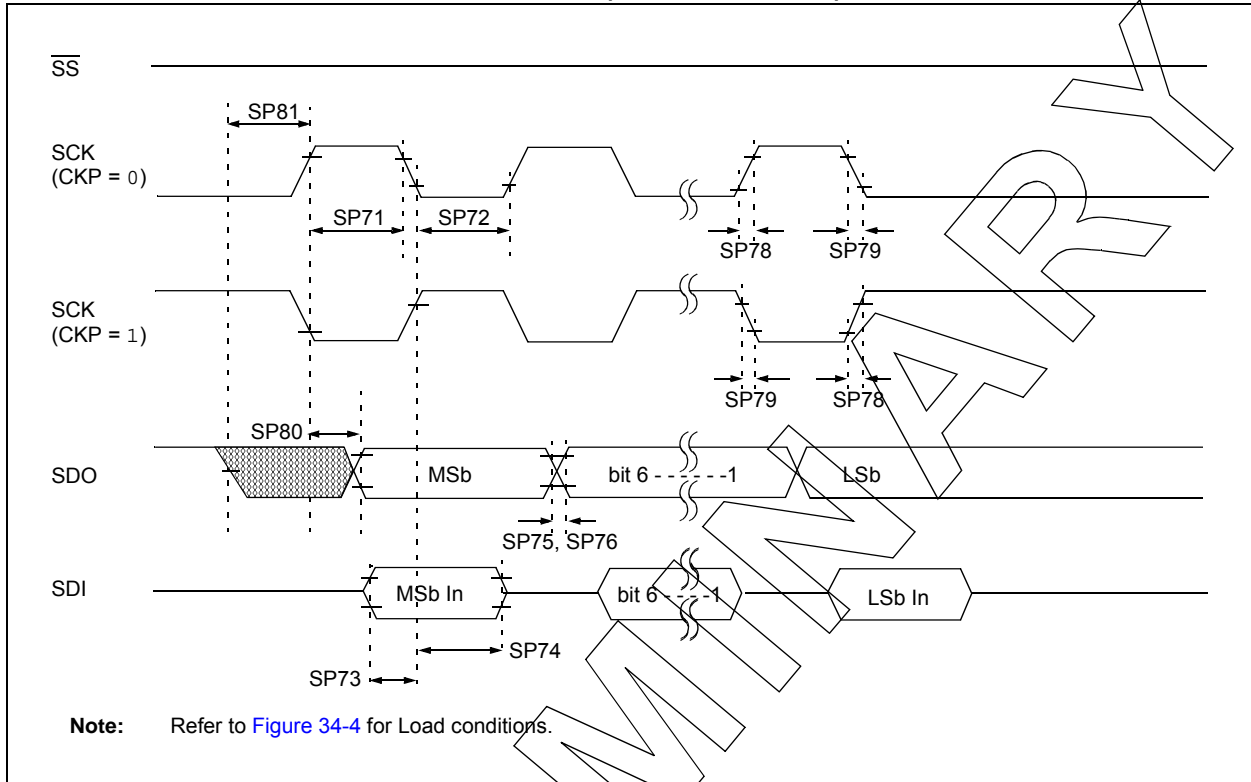 SS
SP81
SCK
(CKP = 0)
SP71 SP72
SP78 SP79
SCK
(CKP = 1)
SP79 SP78
SP80
SDO MSb bit 6 - - - - - -1 LSb
SP75, SP76
SDI MSb In bit 6 - - - - -1 LSb In
SP74
SP73
Note: Refer to Figure 34-4 for Load conditions.
M I N A R Y